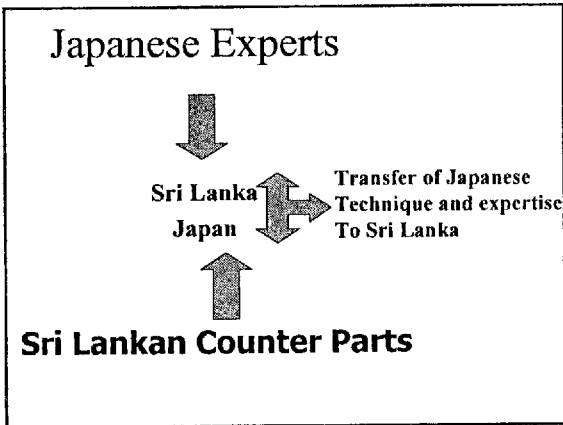 Japanese Experts
Sri Lanka
Japan
Transfer of Japanese
Technique and expertise
To Sri Lanka
Sri Lankan Counter Parts